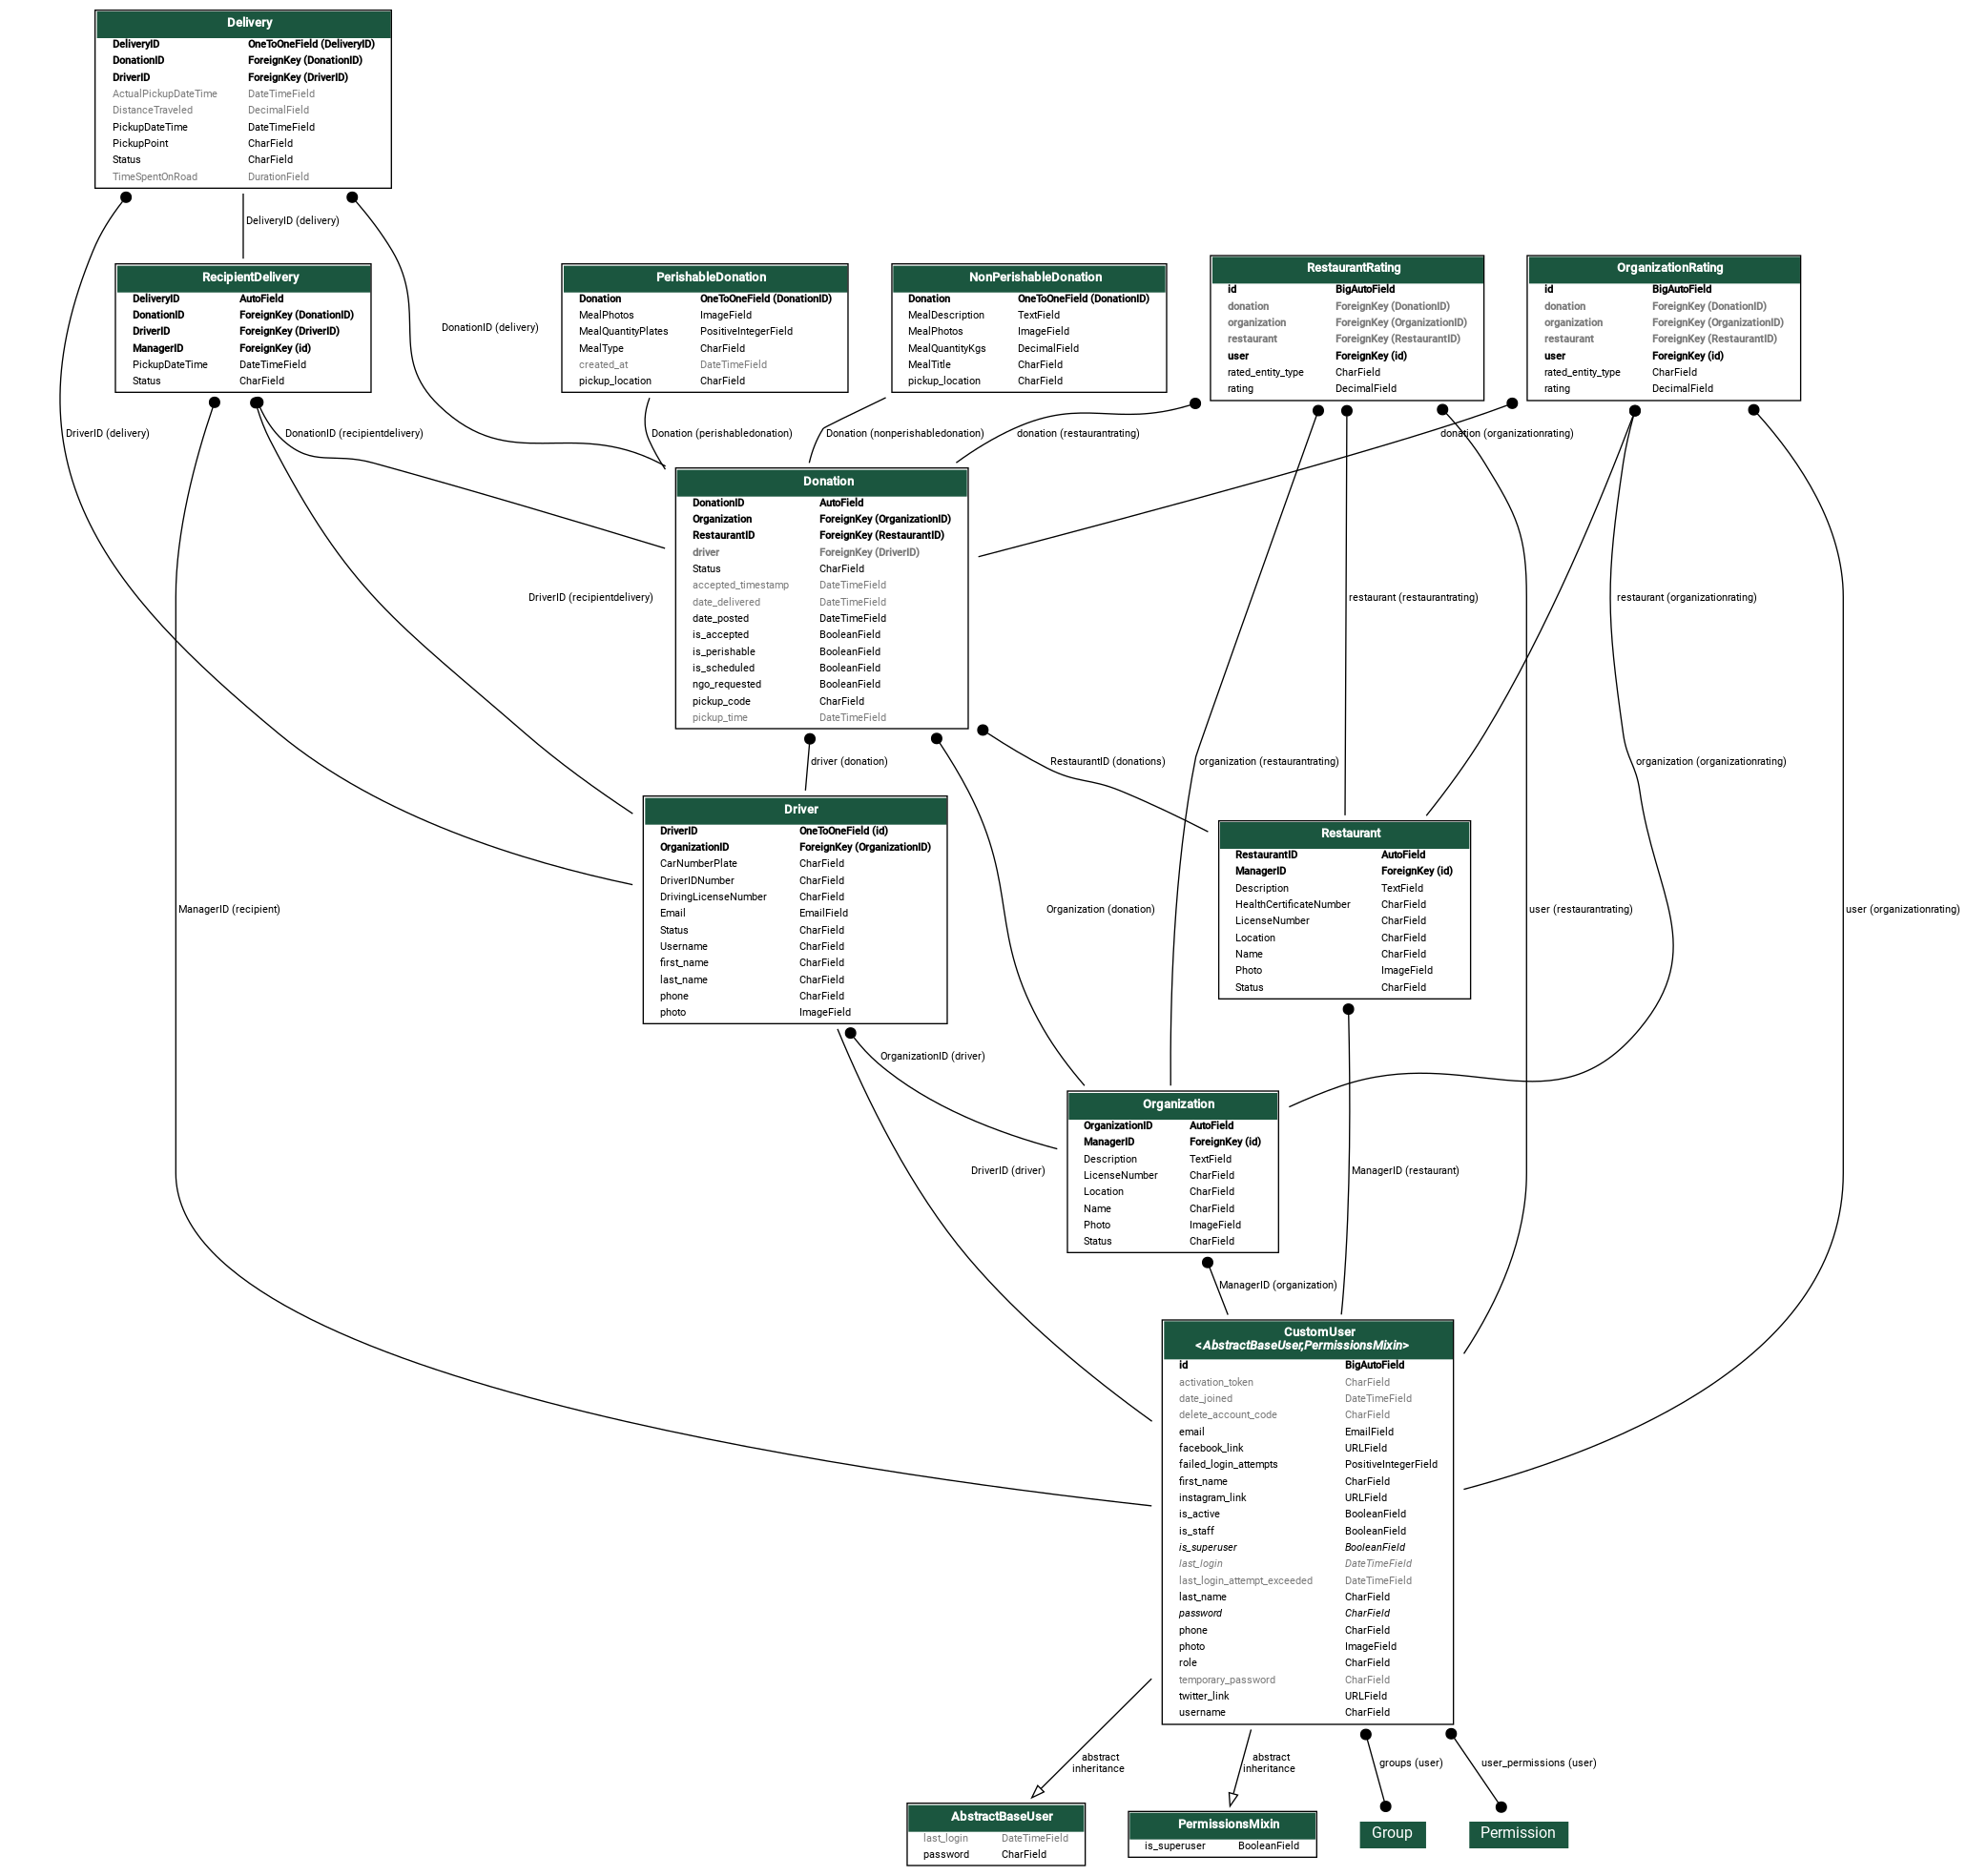 Delivery
DeliveryID OneToOneField (DeliveryID)
DonationID ForeignKey (DonationID)
DriverID ForeignKey (DriverID)
ActualPickupDateTime DateTimeField
DistanceTraveled DecimalField
PickupDateTime DateTimeField
PickupPoint CharField
Status CharField
TimeSpentOnRoad DurationField
DeliveryID (delivery)
RecipientDelivery
DeliveryID AutoField
DonationID ForeignKey (DonationID)
DriverID ForeignKey (DriverID)
ManagerID ForeignKey (id)
PickupDateTime DateTimeField
Status CharField
DonationID (delivery)
PerishableDonation
Donation OneToOneField (DonationID)
MealPhotos ImageField
MealQuantityPlates PositiveIntegerField
MealType CharField
created_at DateTimeField
pickup_location CharField
NonPerishableDonation
Donation OneToOneField (DonationID)
MealDescription TextField
MealPhotos ImageField
MealQuantityKgs DecimalField
MealTitle CharField
pickup_location CharField
RestaurantRating
id BigAutoField
donation ForeignKey (DonationID)
organization ForeignKey (OrganizationID)
restaurant ForeignKey (RestaurantID)
user ForeignKey (id)
rated_entity_type CharField
rating DecimalField
OrganizationRating
id BigAutoField
donation ForeignKey (DonationID)
organization ForeignKey (OrganizationID)
restaurant ForeignKey (RestaurantID)
user ForeignKey (id)
rated_entity_type CharField
rating DecimalField
DriverID (delivery)
DonationID (recipientdelivery)
Donation (perishabledonation)
Donation (nonperishabledonation)
donation (restaurantrating)
donation (organizationrating)
Donation
DonationID AutoField
Organization ForeignKey (OrganizationID)
RestaurantID ForeignKey (RestaurantID)
driver ForeignKey (DriverID)
Status CharField
accepted_timestamp DateTimeField
date_delivered DateTimeField
date_posted DateTimeField
is_accepted BooleanField
is_perishable BooleanField
is_scheduled BooleanField
ngo_requested BooleanField
pickup_code CharField
pickup_time DateTimeField
DriverID (recipientdelivery)
restaurant (restaurantrating)
restaurant (organizationrating)
driver (donation)
RestaurantID (donations)
organization (restaurantrating)
organization (organizationrating)
Driver
DriverID OneToOneField (id)
OrganizationID ForeignKey (OrganizationID)
CarNumberPlate CharField
DriverIDNumber CharField
DrivingLicenseNumber CharField
Email EmailField
Status CharField
Username CharField
first_name CharField
last_name CharField
phone CharField
photo ImageField
Restaurant
RestaurantID AutoField
ManagerID ForeignKey (id)
Description TextField
HealthCertificateNumber CharField
LicenseNumber CharField
Location CharField
Name CharField
Photo ImageField
Status CharField
ManagerID (recipient)
Organization (donation)
user (restaurantrating)
user (organizationrating)
OrganizationID (driver)
Organization
OrganizationID AutoField
ManagerID ForeignKey (id)
Description TextField
LicenseNumber CharField
Location CharField
Name CharField
Photo ImageField
Status CharField
DriverID (driver)
ManagerID (restaurant)
ManagerID (organization)
CustomUser
<AbstractBaseUser,PermissionsMixin>
id BigAutoField
activation_token CharField
date_joined DateTimeField
delete_account_code CharField
email EmailField
facebook_link URLField
failed_login_attempts PositiveIntegerField
first_name CharField
instagram_link URLField
is_active BooleanField
is_staff BooleanField
is_superuser BooleanField
last_login DateTimeField
last_login_attempt_exceeded DateTimeField
last_name CharField
password CharField
phone CharField
photo ImageField
role CharField
temporary_password CharField
twitter_link URLField
username CharField
abstract
inheritance
abstract
inheritance
groups (user)
user_permissions (user)
AbstractBaseUser
last_login DateTimeField
password CharField
PermissionsMixin
is_superuser BooleanField
Group
Permission